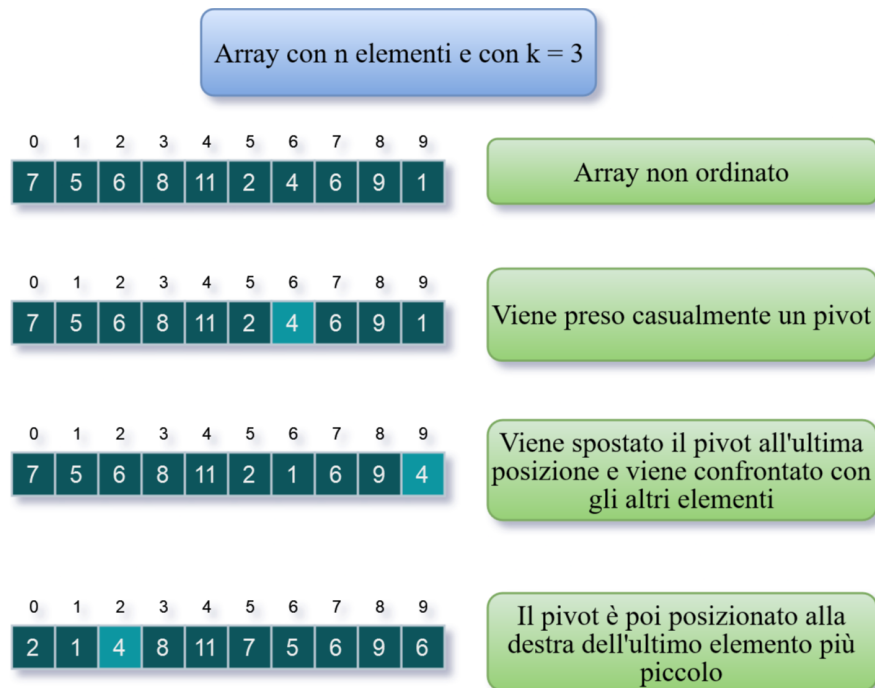 Array con n elementi e con k = 3
0 1 2 3 4 5 6 7 8 9
7 5 6 8 11 2 4 6 9 1
Array non ordinato
0 1 2 3 4 5 6 7 8 9
7 5 6 8 11 2 4 6 9 1
Viene preso casualmente un pivot
0 1 2 3 4 5 6 7 8 9
7 5 6 8 11 2 1 6 9 4
Viene spostato il pivot all'ultima
posizione e viene confrontato con
gli altri elementi
0 1 2 3 4 5 6 7 8 9
2 1 4 8 11 7 5 6 9 6
Il pivot è poi posizionato alla
destra dell'ultimo elemento più
piccolo